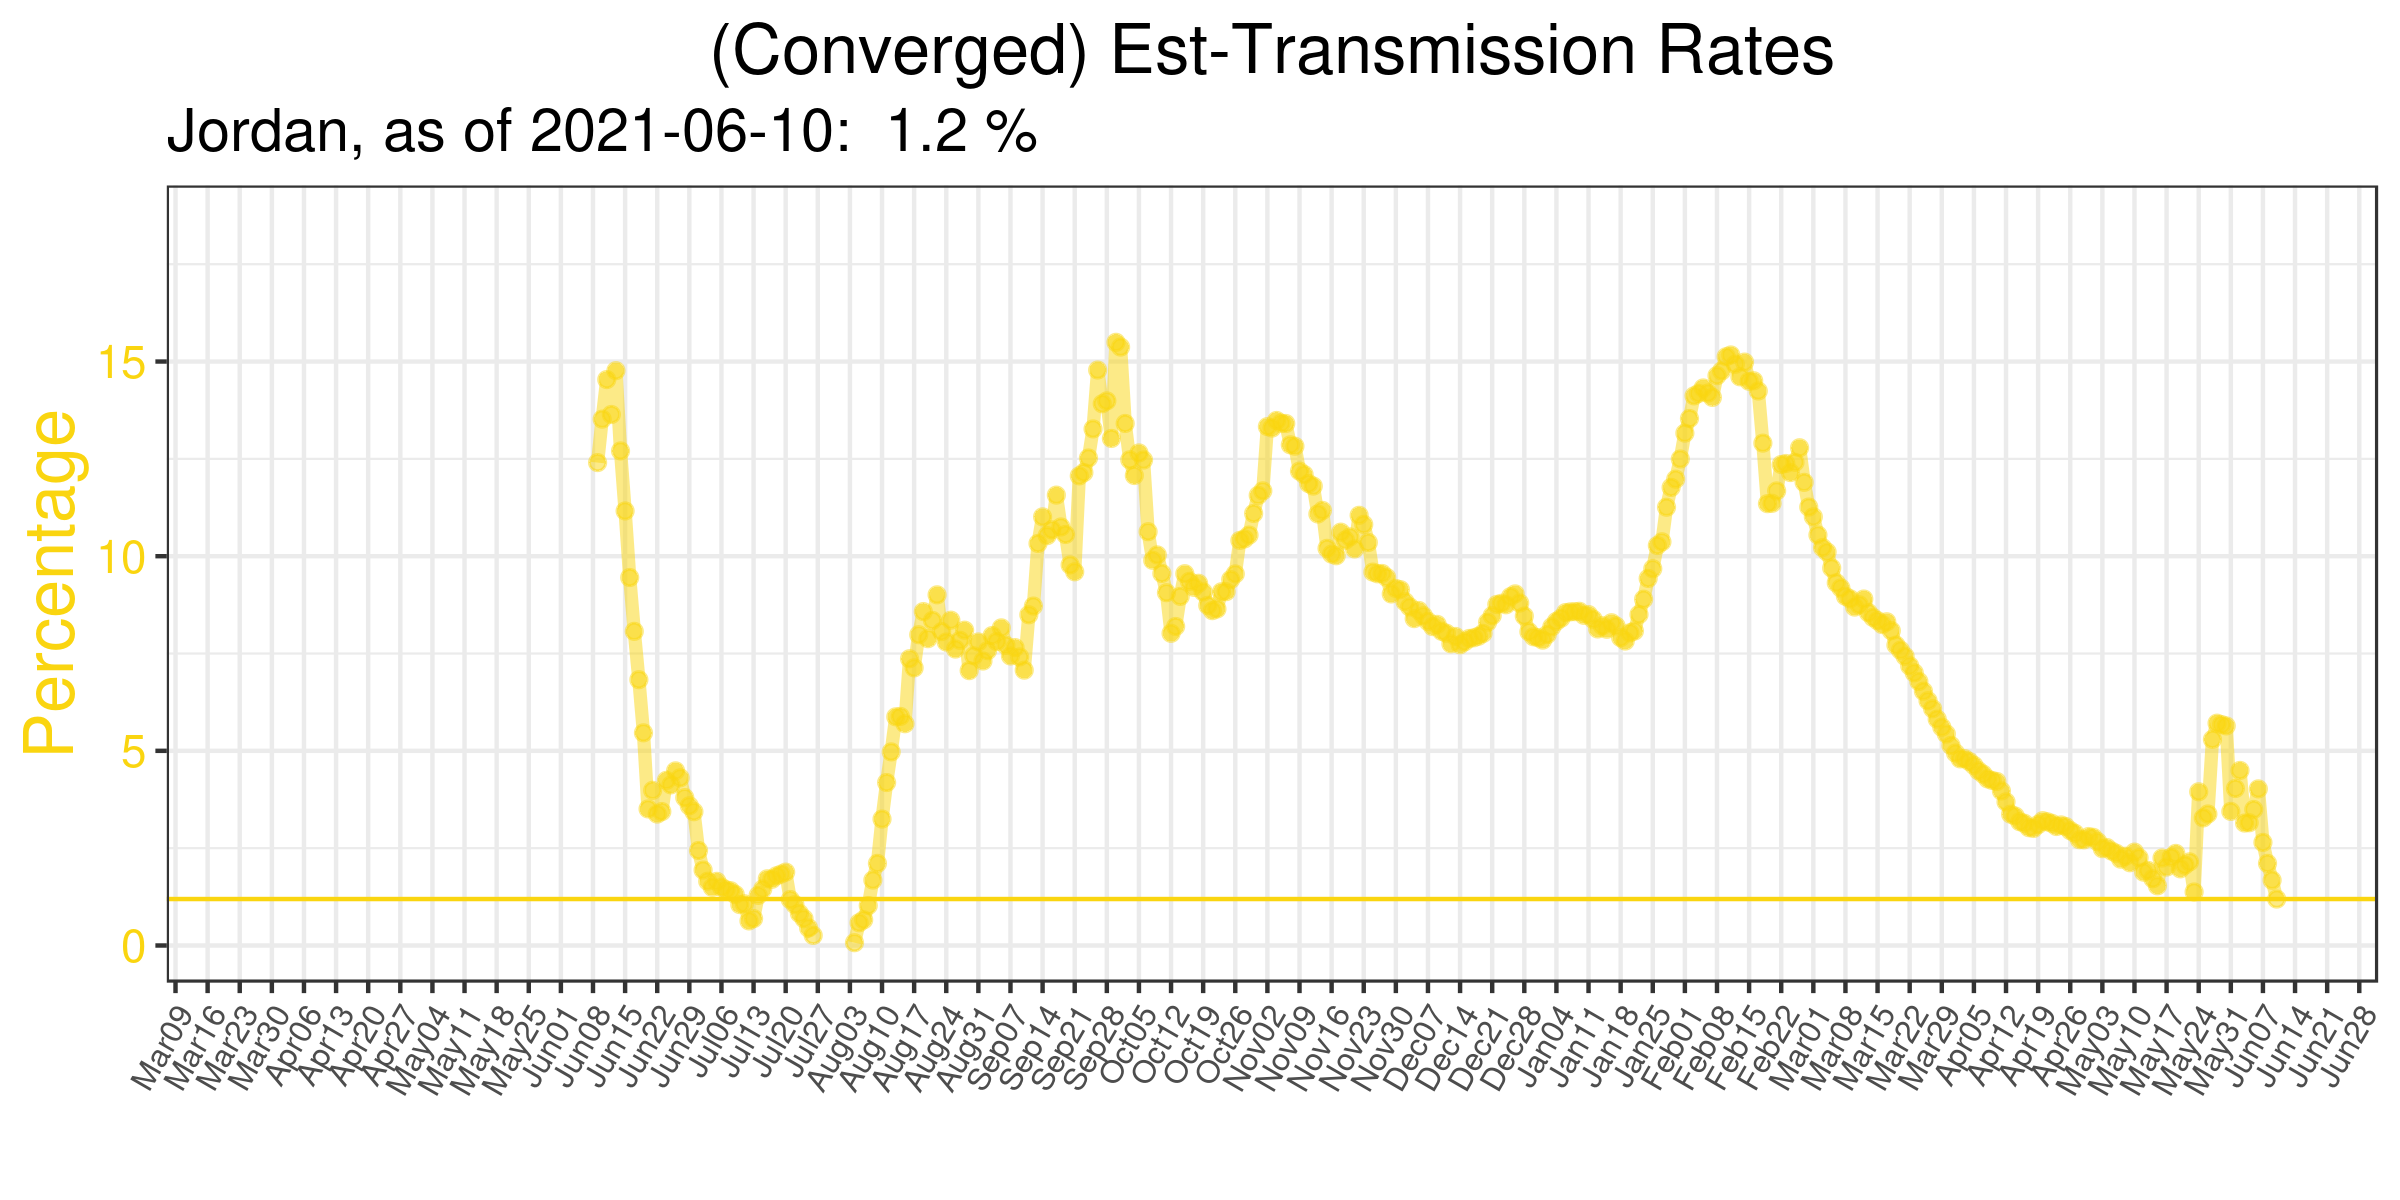 (Converged) Est-Transmission Rates
Jordan, as of 2021-06-10:  1.2 %
Percentage
15
10
5
0
Mar09
Mar16
Mar23
Mar30
Apr06
Apr13
Apr20
Apr27
May04
May11
May18
May25
Jun01
Jun08
Jun15
Jun22
Jun29
Jul06
Jul13
Jul20
Jul27
Aug03
Aug10
Aug17
Aug24
Aug31
Sep07
Sep14
Sep21
Sep28
Oct05
Oct12
Oct19
Oct26
Nov02
Nov09
Nov16
Nov23
Nov30
Dec07
Dec14
Dec21
Dec28
Jan04
Jan11
Jan18
Jan25
Feb01
Feb08
Feb15
Feb22
Mar01
Mar08
Mar15
Mar22
Mar29
Apr05
Apr12
Apr19
Apr26
May03
May10
May17
May24
May31
Jun07
Jun14
Jun21
Jun28